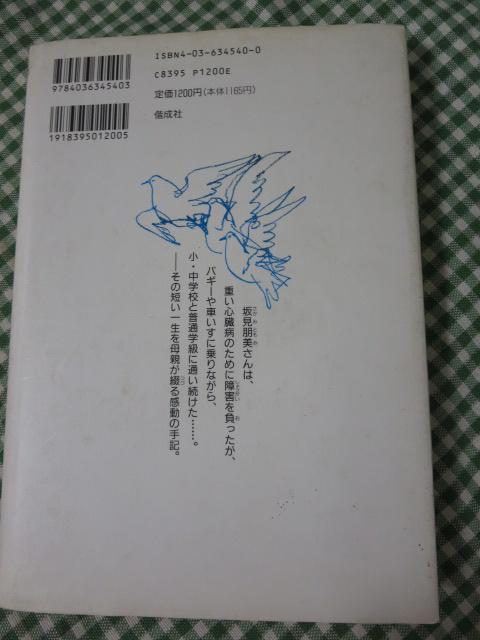 ISBN4-03-634540-0
C8395 P1200E
定価1200円(本体1165円)
偕成社
9784036345403
1918395012005
坂見朋美さんは、
重い心臓病のために障害を負ったが、
バギーや車いすに乗りながら、
小・中学校と普通学級に通い続けた……。
――その短い一生を母親が綴る感動の手記。